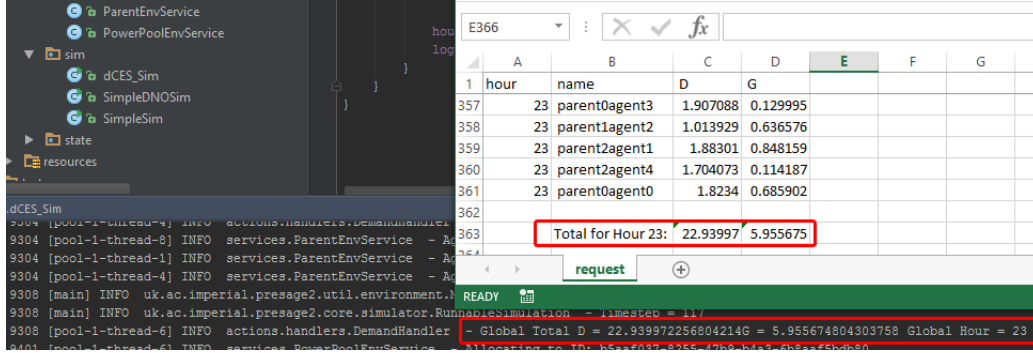 ParentEnvService
PowerPoolEnvService
sim
dCES_Sim
SimpleDNOSim
SimpleSim
state
resources
hou
log
}
}
}
E366
fx
A B C D E F G
1 hour name D G
357 23 parent0agent3 1.907088 0.129995
358 23 parent1agent2 1.013929 0.636576
359 23 parent2agent1 1.88301 0.848159
360 23 parent2agent4 1.704073 0.114187
361 23 parent0agent0 1.8234 0.685902
362
363 Total for Hour 23: 22.93997 5.955675
request
READY
.dCES_Sim
9304 [pool-1-thread-4] INFO actions.handlers.DemandHandler
9304 [pool-1-thread-8] INFO services.ParentEnvService - Ag
9304 [pool-1-thread-1] INFO services.ParentEnvService - Ag
9304 [pool-1-thread-4] INFO services.ParentEnvService - Ag
9308 [main] INFO uk.ac.imperial.presage2.util.environment.
9308 [main] INFO uk.ac.imperial.presage2.core.simulator.RunnableSimulation - Timestep = 117
9308 [pool-1-thread-6] INFO actions.handlers.DemandHandler - Global Total D = 22.939972256804214G = 5.955674804303758 Global Hour = 23
9401 [pool-1-thread-6] INFO services.PowerPoolEnvService - Allocating to ID: